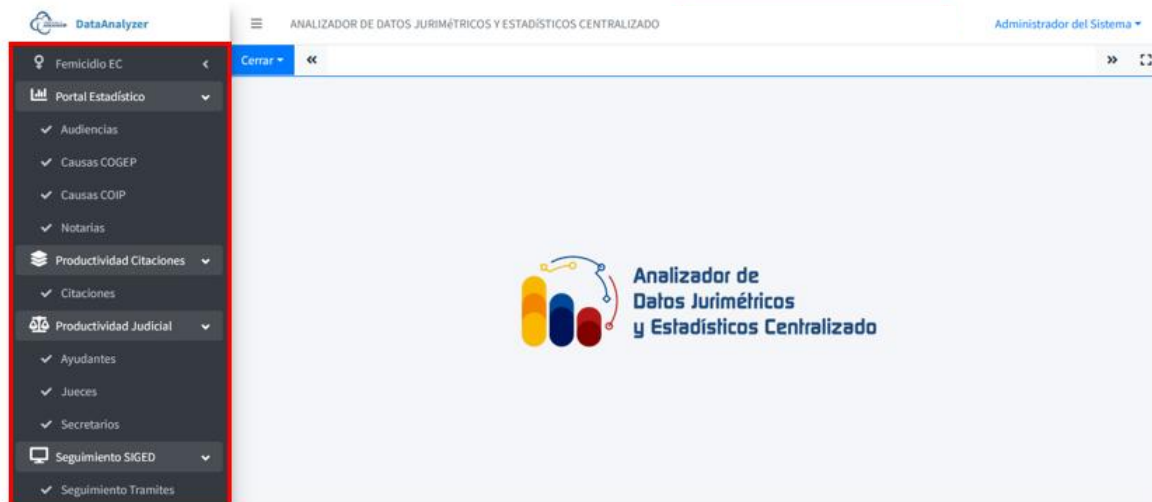 DataAnalyzer
ANALIZADOR DE DATOS JURIMéTRICOS Y ESTADíSTICOS CENTRALIZADO
Administrador del Sistema
Femicidio EC
Cerrar
Portal Estadístico
Audiencias
Causas COGEP
Causas COIP
Notarias
Productividad Citaciones
Citaciones
Productividad Judicial
Ayudantes
Jueces
Secretarios
Seguimiento SIGED
Seguimiento Tramites
Analizador de
Datos Jurimétricos
y Estadísticos Centralizado